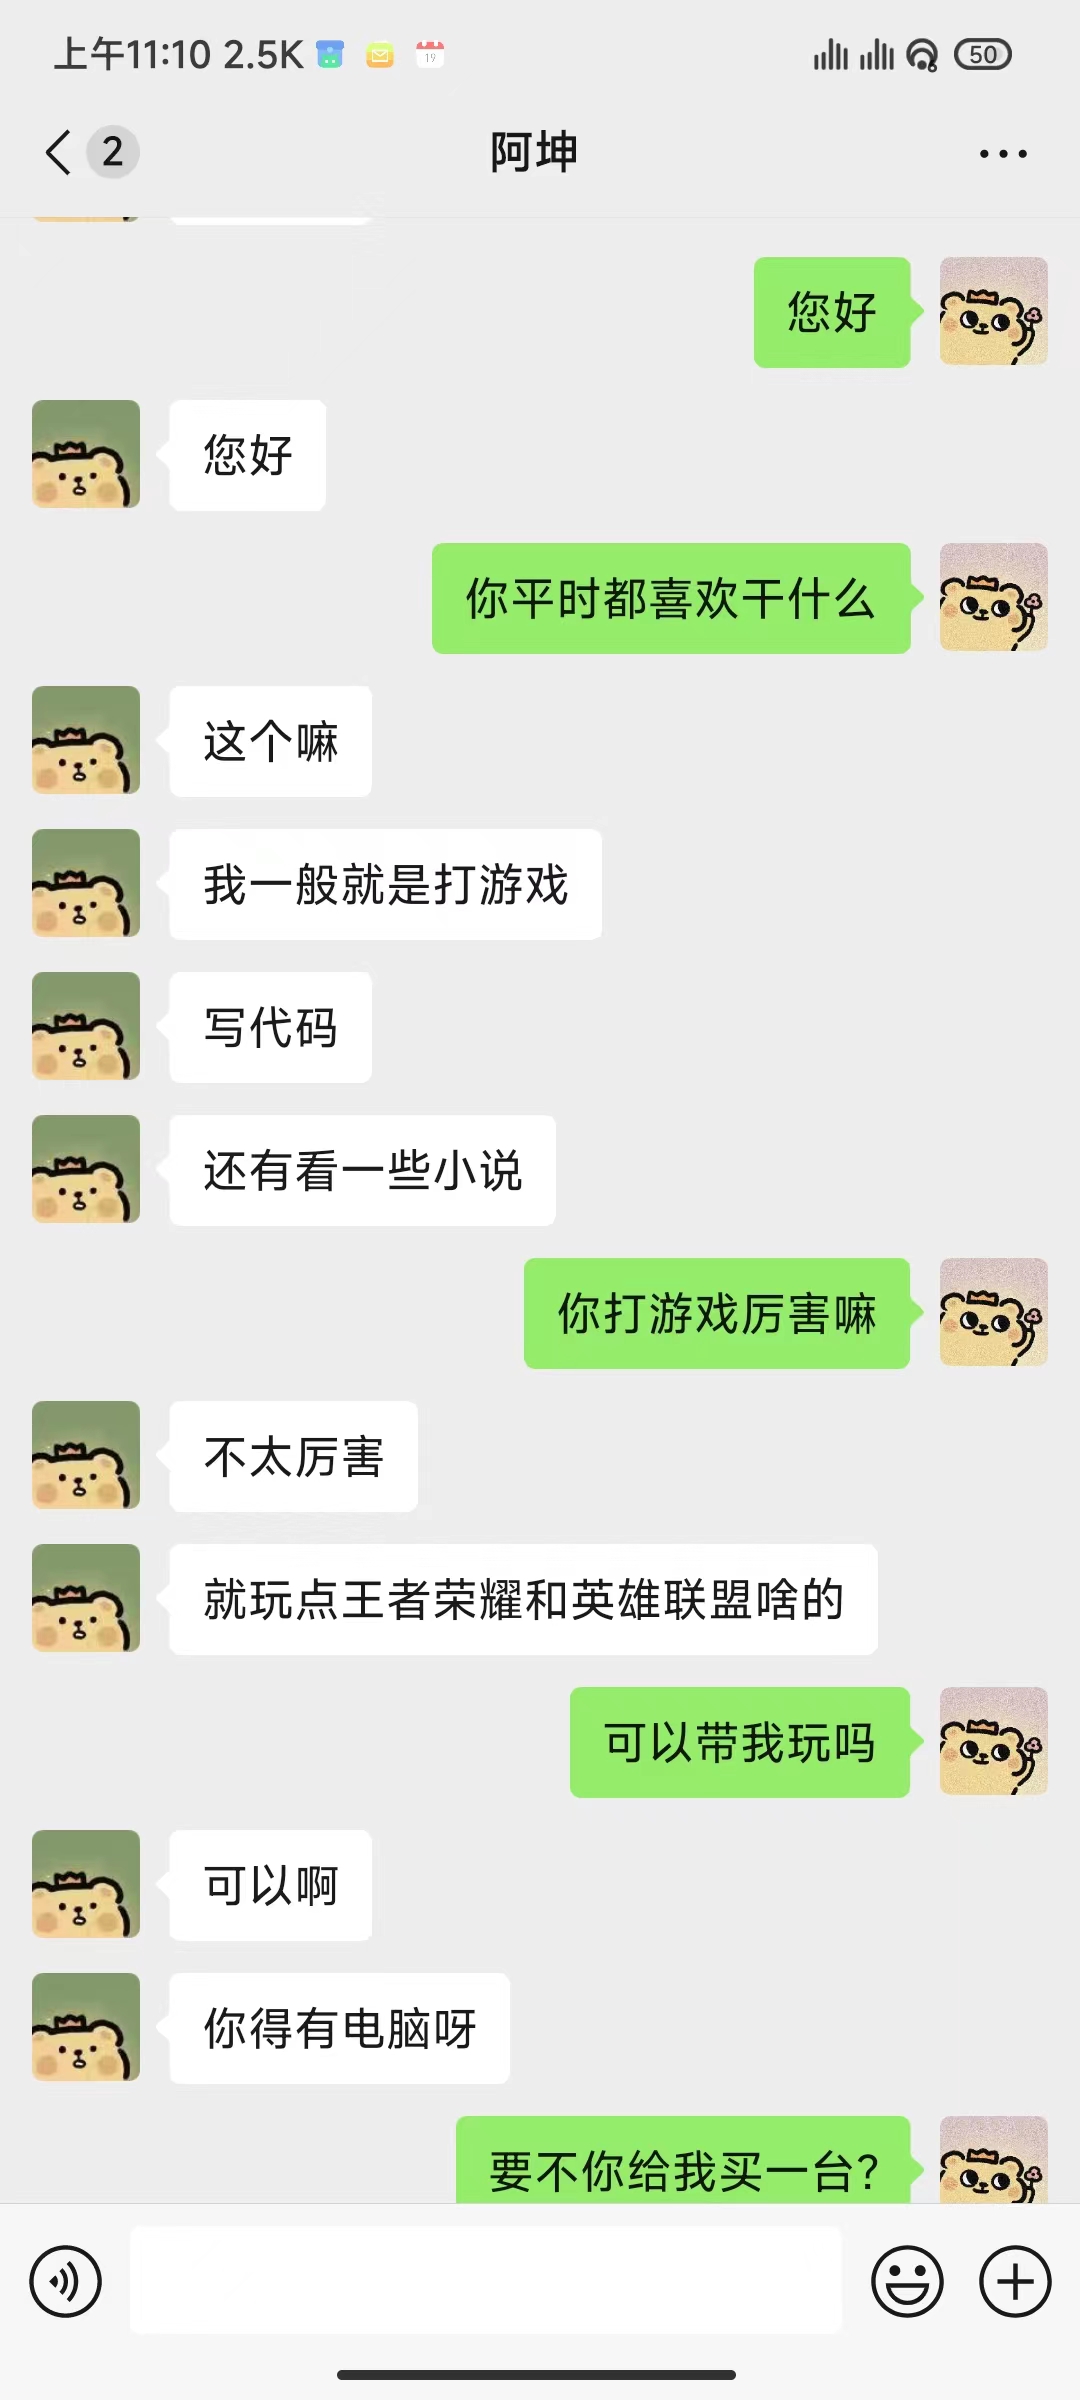 上午11:10 2.5K 19 50
2 阿坤
您好
您好
你平时都喜欢干什么
这个嘛
我一般就是打游戏
写代码
还有看一些小说
你打游戏厉害嘛
不太厉害
就玩点王者荣耀和英雄联盟啥的
可以带我玩吗
可以啊
你得有电脑呀
要不你给我买一台?